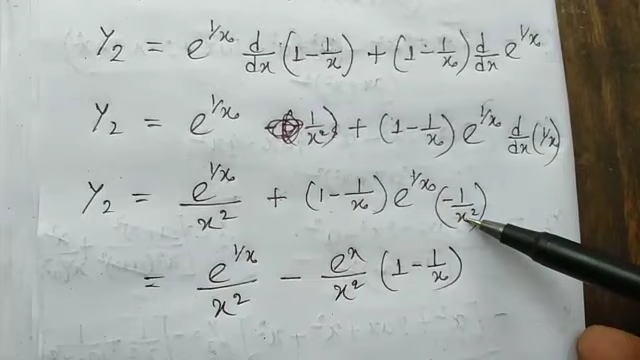 y₂ = e^{1/x} d/dx (1 - 1/x) + (1 - 1/x) d/dx e^{1/x}
y₂ = e^{1/x} (1/x²) + (1 - 1/x) e^{1/x} d/dx (1/x)
y₂ = e^{1/x}/x² + (1 - 1/x) e^{1/x} (-1/x²)
= e^{1/x}/x² - e^x/x² (1 - 1/x)